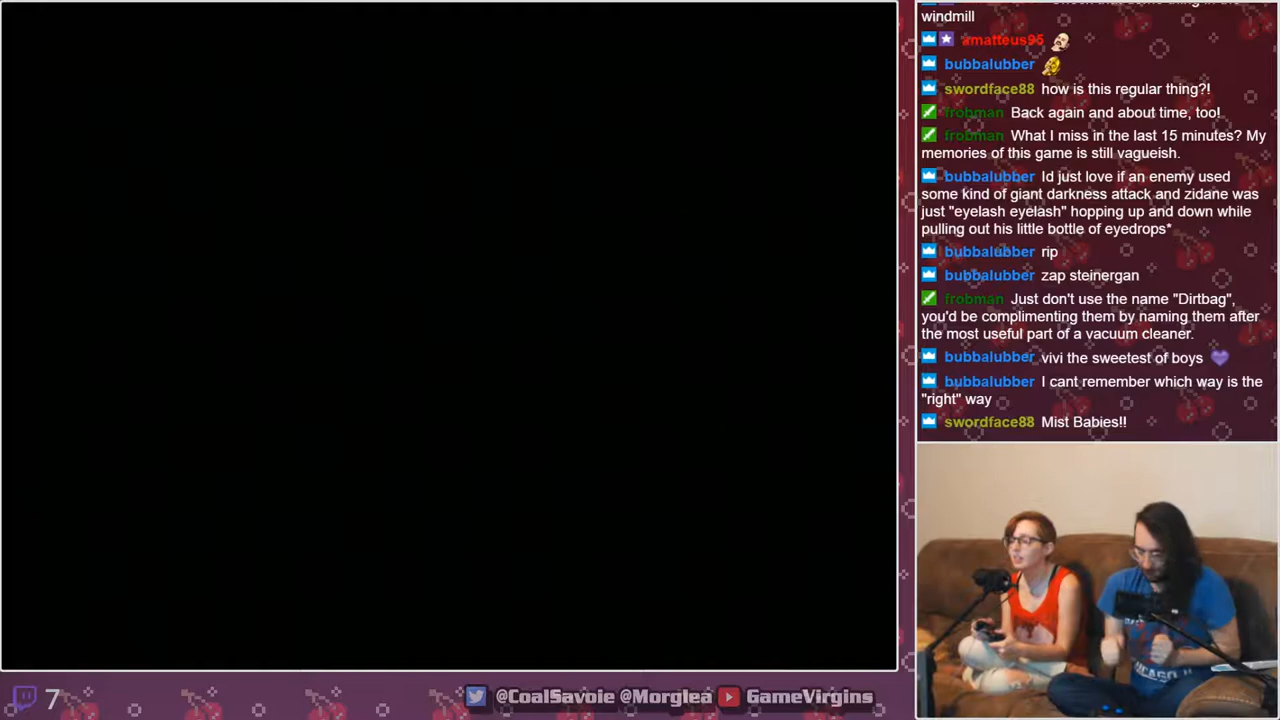 windmill
amatteus95
bubbalubber
swordface88 how is this regular thing?!
frobman Back again and about time, too!
frobman What I miss in the last 15 minutes? My
memories of this game is still vagueish.
bubbalubber Id just love if an enemy used
some kind of giant darkness attack and zidane was
just "eyelash eyelash" hopping up and down while
pulling out his little bottle of eyedrops*
bubbalubber rip
bubbalubber zap steinergan
frobman Just don't use the name "Dirtbag",
you'd be complimenting them by naming them after
the most useful part of a vacuum cleaner.
bubbalubber vivi the sweetest of boys
bubbalubber I cant remember which way is the
"right" way
swordface88 Mist Babies!!
7
@CoalSavoie @Morglea GameVirgins